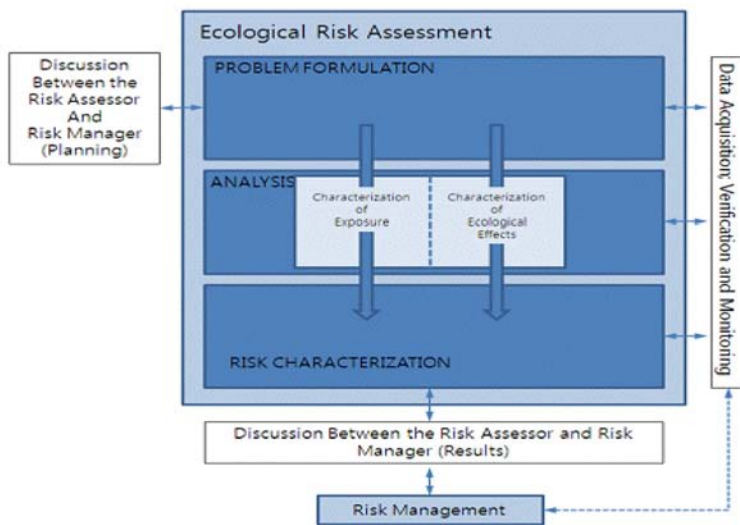 Ecological Risk Assessment
Discussion
Between the
Risk Assessor
And
Risk Manager
(Planning)
PROBLEM FORMULATION
ANALYSIS
Characterization
of
Exposure
Characterization
of
Ecological
Effects
RISK CHARACTERIZATION
Data Acquisition; Verification and Monitoring
Discussion Between the Risk Assessor and Risk
Manager (Results)
Risk Management